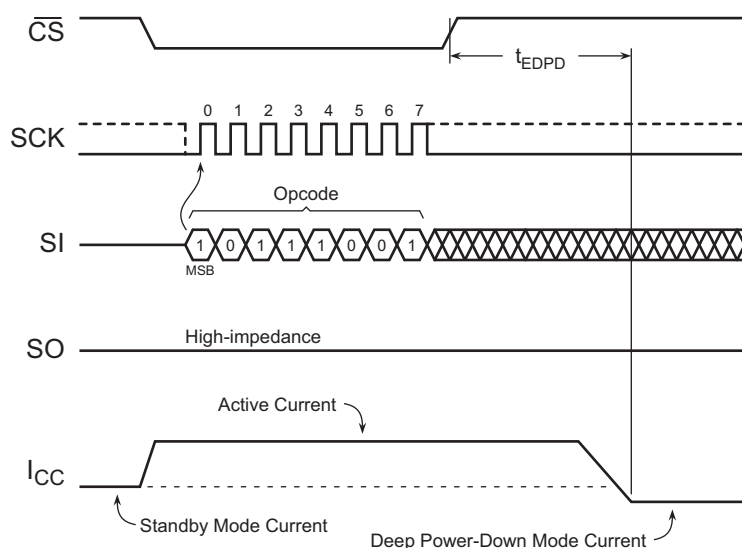 CS
tEDPD
SCK
0 1 2 3 4 5 6 7
Opcode
SI
1 0 1 1 1 0 0 1
MSB
SO
High-impedance
Active Current
ICC
Standby Mode Current
Deep Power-Down Mode Current